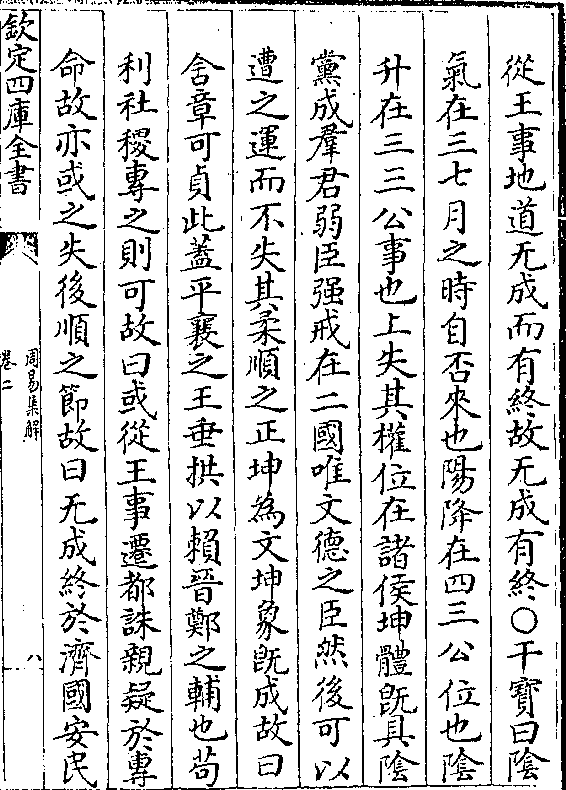 從王事地道无成而有終故无成有終○干寶曰陰
氣在三七月之時自否來也陽降在四三公位也陰
升在三三公事也上失其權位在諸侯坤體既具陰
黨成羣君弱臣强戒在二國唯文德之臣然後可以
遭之運而不失其柔順之正坤為文坤象既成故曰
含章可貞此葢平襄之王垂拱以賴晉鄭之輔也苟
利社稷專之則可故曰或從王事遷都誅親疑於專
命故亦或之失後順之節故曰无成終於濟國安民
欽定四庫全書
周易集解
卷二
八